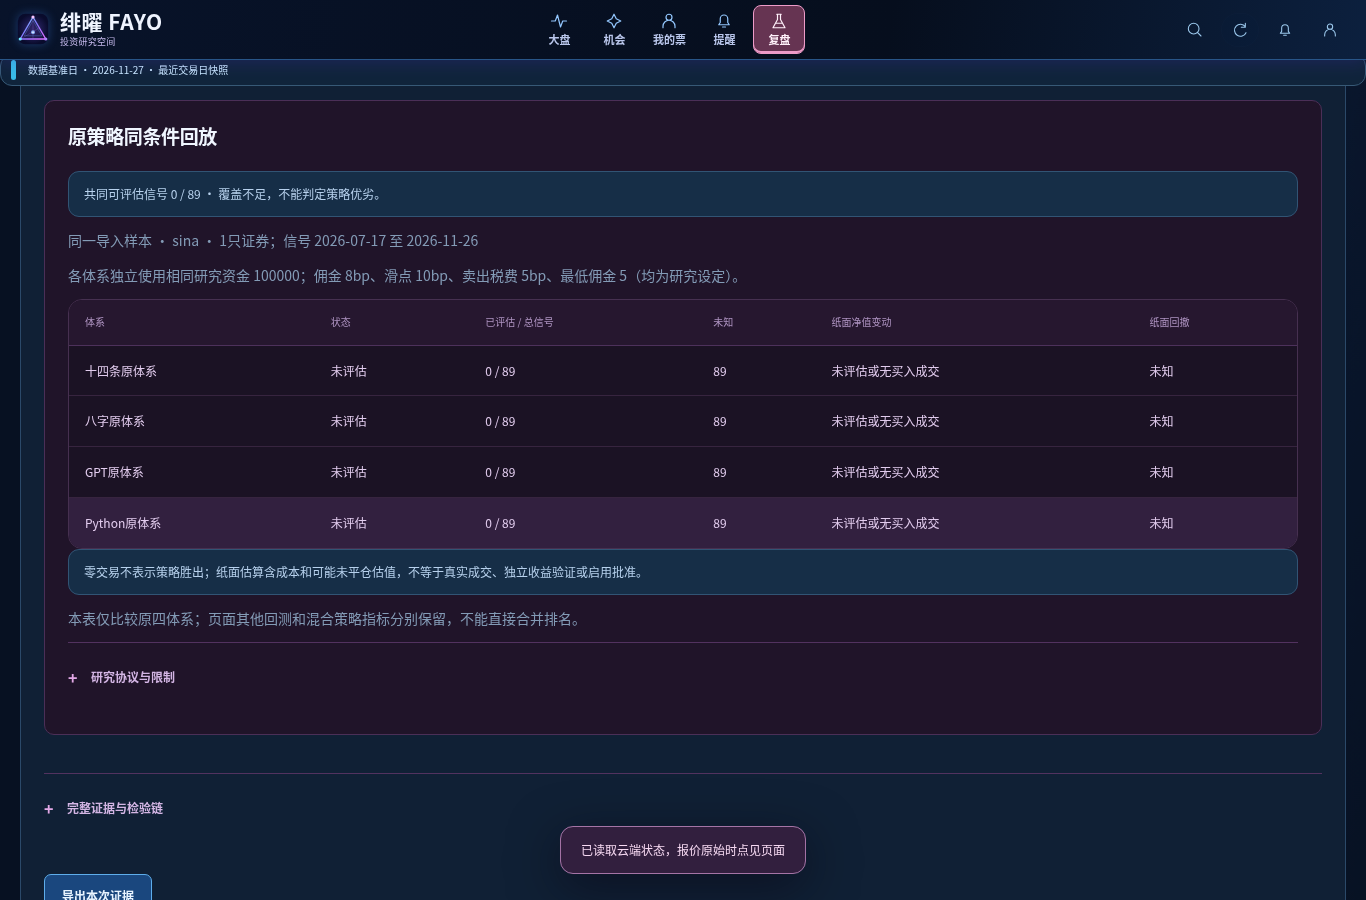 绯曜 FAYO
投资研究空间
大盘
机会
我的票
提醒
复盘
数据基准日 · 2026-11-27 · 最近交易日快照
原策略同条件回放
共同可评估信号 0 / 89 · 覆盖不足，不能判定策略优劣。
同一导入样本 · sina · 1只证券；信号 2026-07-17 至 2026-11-26
各体系独立使用相同研究资金 100000；佣金 8bp、滑点 10bp、卖出税费 5bp、最低佣金 5（均为研究设定）。
体系 状态 已评估 / 总信号 未知 纸面净值变动 纸面回撤
十四条原体系 未评估 0 / 89 89 未评估或无买入成交 未知
八字原体系 未评估 0 / 89 89 未评估或无买入成交 未知
GPT原体系 未评估 0 / 89 89 未评估或无买入成交 未知
Python原体系 未评估 0 / 89 89 未评估或无买入成交 未知
零交易不表示策略胜出；纸面估算含成本和可能未平仓估值，不等于真实成交、独立收益验证或启用批准。
本表仅比较原四体系；页面其他回测和混合策略指标分别保留，不能直接合并排名。
+ 研究协议与限制
+ 完整证据与检验链
已读取云端状态，报价原始时点见页面
导出本次证据